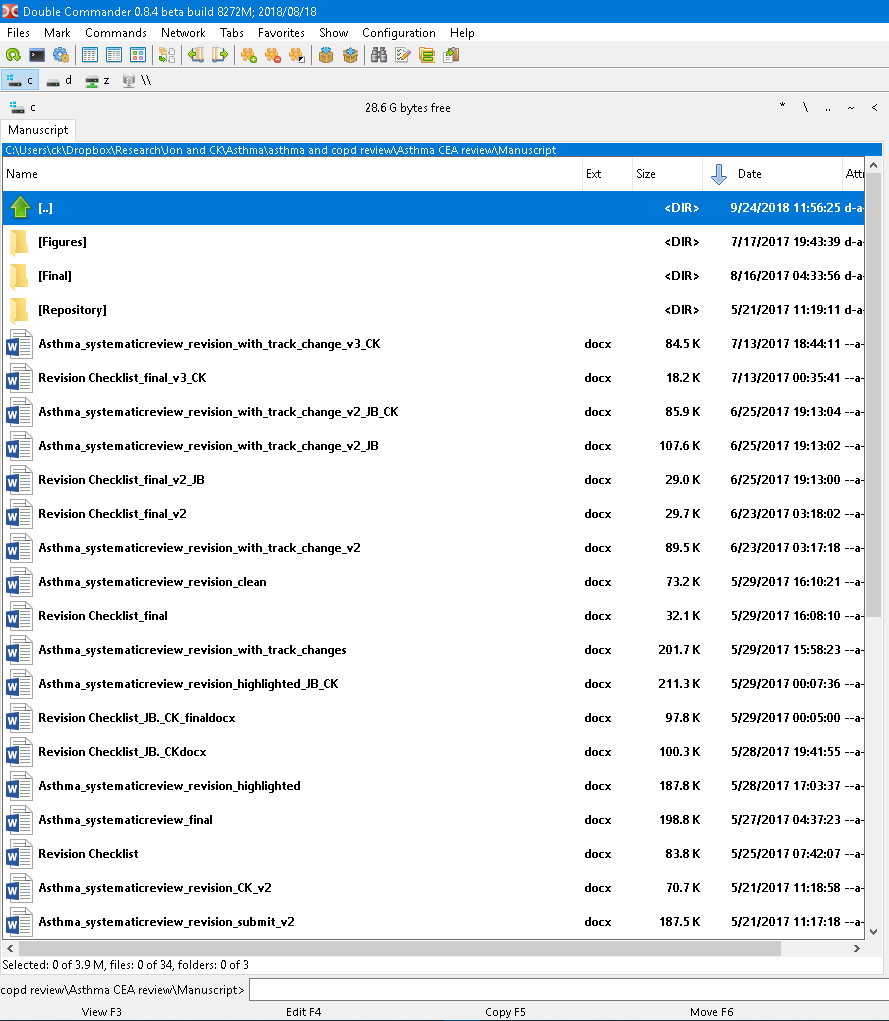 Double Commander 0.8.4 beta build 8272M; 2018/08/18
Files Mark Commands Network Tabs Favorites Show Configuration Help
c d z \\
c 28.6 G bytes free * \ .. ~ <
Manuscript
C:\Users\ck\Dropbox\Research\Jon and CK\Asthma\asthma and copd review\Asthma CEA review\Manuscript
Name Ext Size Date Attr
[..] <DIR> 9/24/2018 11:56:25 d-a-
[Figures] <DIR> 7/17/2017 19:43:39 d-a-
[Final] <DIR> 8/16/2017 04:33:56 d-a-
[Repository] <DIR> 5/21/2017 11:19:11 d-a-
Asthma_systematicreview_revision_with_track_change_v3_CK docx 84.5 K 7/13/2017 18:44:11 --a-
Revision Checklist_final_v3_CK docx 18.2 K 7/13/2017 00:35:41 --a-
Asthma_systematicreview_revision_with_track_change_v2_JB_CK docx 85.9 K 6/25/2017 19:13:04 --a-
Asthma_systematicreview_revision_with_track_change_v2_JB docx 107.6 K 6/25/2017 19:13:02 --a-
Revision Checklist_final_v2_JB docx 29.0 K 6/25/2017 19:13:00 --a-
Revision Checklist_final_v2 docx 29.7 K 6/23/2017 03:18:02 --a-
Asthma_systematicreview_revision_with_track_change_v2 docx 89.5 K 6/23/2017 03:17:18 --a-
Asthma_systematicreview_revision_clean docx 73.2 K 5/29/2017 16:10:21 --a-
Revision Checklist_final docx 32.1 K 5/29/2017 16:08:10 --a-
Asthma_systematicreview_revision_with_track_changes docx 201.7 K 5/29/2017 15:58:23 --a-
Asthma_systematicreview_revision_highlighted_JB_CK docx 211.3 K 5/29/2017 00:07:36 --a-
Revision Checklist_JB._CK_finaldocx docx 97.8 K 5/29/2017 00:05:00 --a-
Revision Checklist_JB._CKdocx docx 100.3 K 5/28/2017 19:41:55 --a-
Asthma_systematicreview_revision_highlighted docx 187.8 K 5/28/2017 17:03:37 --a-
Asthma_systematicreview_final docx 198.8 K 5/27/2017 04:37:23 --a-
Revision Checklist docx 83.8 K 5/25/2017 07:42:07 --a-
Asthma_systematicreview_revision_CK_v2 docx 70.7 K 5/21/2017 11:18:58 --a-
Asthma_systematicreview_revision_submit_v2 docx 187.5 K 5/21/2017 11:17:18 --a-
Selected: 0 of 3.9 M, files: 0 of 34, folders: 0 of 3
copd review\Asthma CEA review\Manuscript>
View F3 Edit F4 Copy F5 Move F6